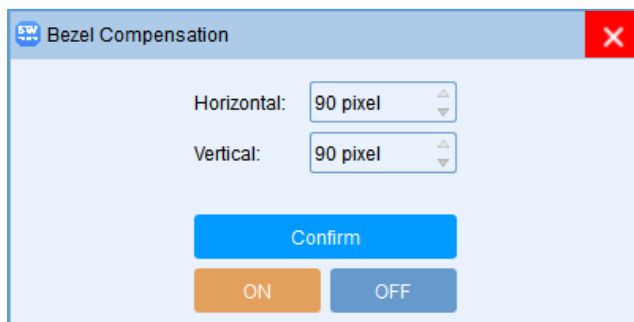 Bezel Compensation
Horizontal: 90 pixel
Vertical: 90 pixel
Confirm
ON OFF